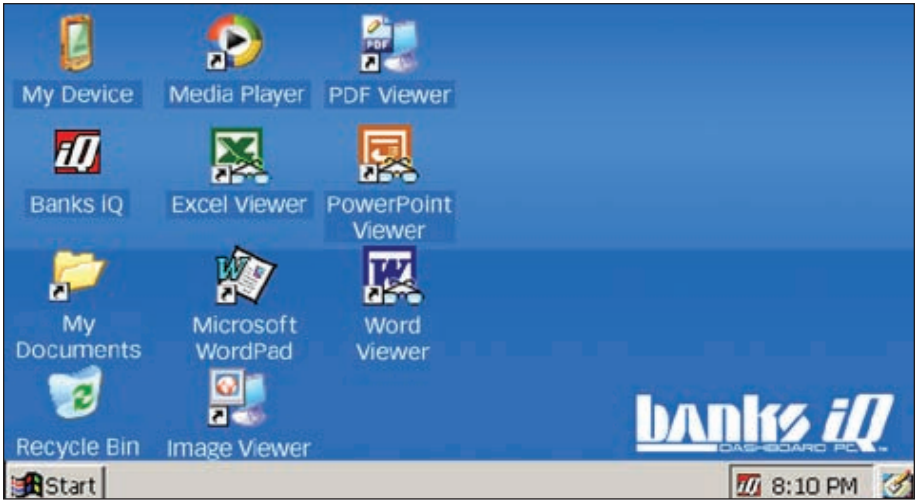 My Device
Media Player
PDF
PDF Viewer
iQ
Banks iQ
Excel Viewer
PowerPoint
Viewer
My
Documents
W
Microsoft
WordPad
W
Word
Viewer
Recycle Bin
Image Viewer
banks iQ
DASHBOARD PC
Start
iQ
8:10 PM